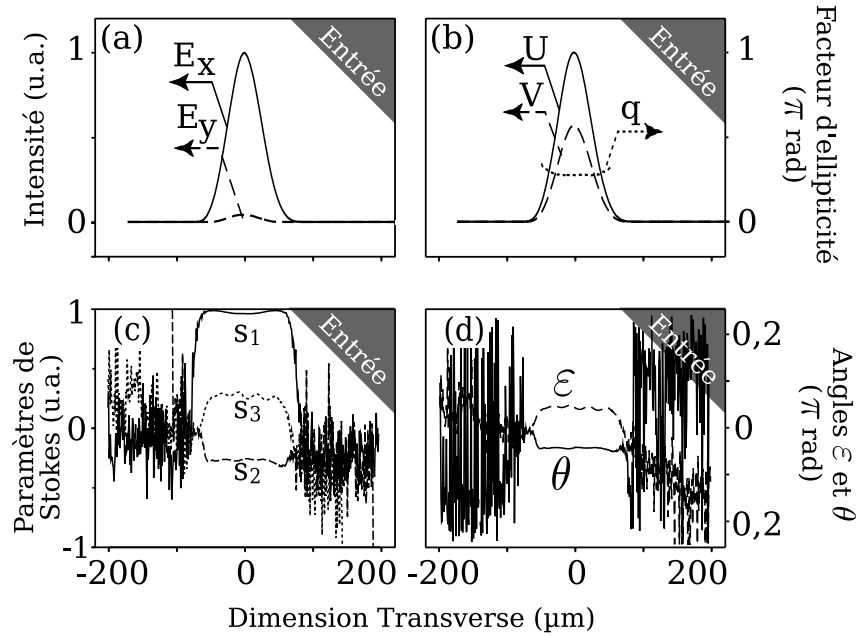 (a)
Entrée
E_x
E_y
Intensité (u.a.)
1
0
(b)
Entrée
U
V
q
1
0
Facteur d'ellipticité
(π rad)
(c)
Entrée
s₁
s₃
s₂
Paramètres de
Stokes (u.a.)
1
0
-1
-200
0
200
(d)
Entrée
ε
θ
0,2
0
0,2
Angles ε et θ
(π rad)
-200
0
200
Dimension Transverse (µm)